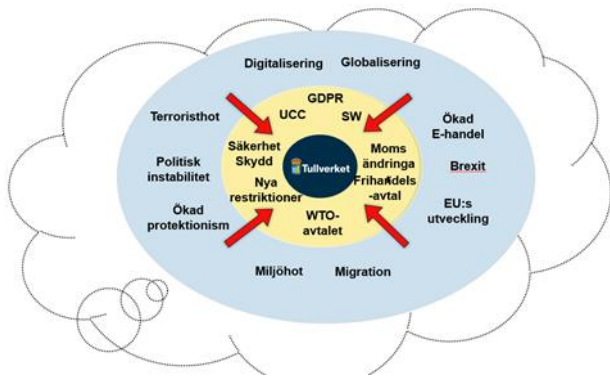 Digitalisering
Globalisering
GDPR
UCC
SW
Terroristhot
Ökad
E-handel
Säkerhet
Skydd
Moms
ändringa
Tullverket
Politisk
instabilitet
Brexit
Nya
restriktioner
Frihandels
-avtal
Ökad
protektionism
WTO-
avtalet
EU:s
utveckling
Miljöhot
Migration